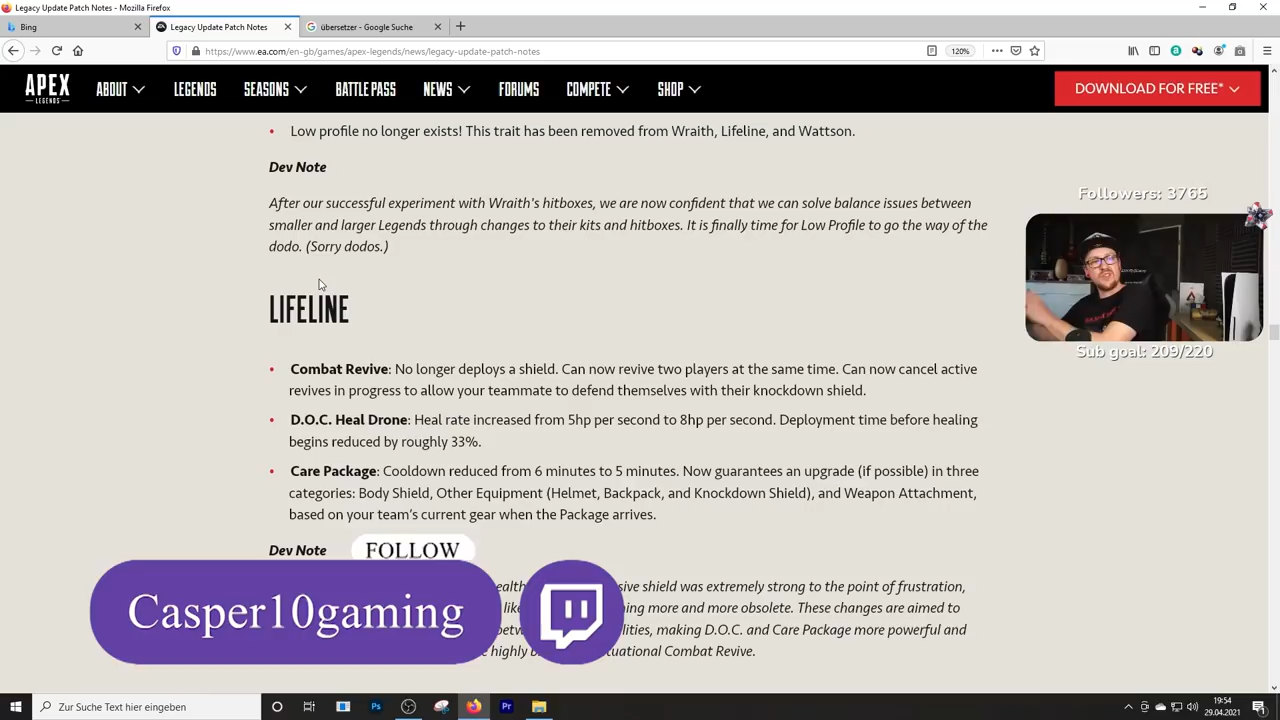 Legacy Update Patch Notes - Mozilla Firefox
Bing
Legacy Update Patch Notes
übersetzer - Google Suche
https://www.ea.com/en-gb/games/apex-legends/news/legacy-update-patch-notes
120%
APEX
LEGENDS
ABOUT
LEGENDS
SEASONS
BATTLE PASS
NEWS
FORUMS
COMPETE
SHOP
DOWNLOAD FOR FREE*
• Low profile no longer exists! This trait has been removed from Wraith, Lifeline, and Wattson.
Dev Note
After our successful experiment with Wraith's hitboxes, we are now confident that we can solve balance issues between
smaller and larger Legends through changes to their kits and hitboxes. It is finally time for Low Profile to go the way of the
dodo. (Sorry dodos.)
Followers: 3765
Sub goal: 209/220
LIFELINE
• Combat Revive: No longer deploys a shield. Can now revive two players at the same time. Can now cancel active
revives in progress to allow your teammate to defend themselves with their knockdown shield.
• D.O.C. Heal Drone: Heal rate increased from 5hp per second to 8hp per second. Deployment time before healing
begins reduced by roughly 33%.
• Care Package: Cooldown reduced from 6 minutes to 5 minutes. Now guarantees an upgrade (if possible) in three
categories: Body Shield, Other Equipment (Helmet, Backpack, and Knockdown Shield), and Weapon Attachment,
based on your team's current gear when the Package arrives.
Dev Note
FOLLOW
shield was extremely strong to the point of frustration,
more and more obsolete. These changes are aimed to
making D.O.C. and Care Package more powerful and
highly Combat Revive.
Casper10gaming
Zur Suche Text hier eingeben
Ps
Pr
19:54
29.04.2021